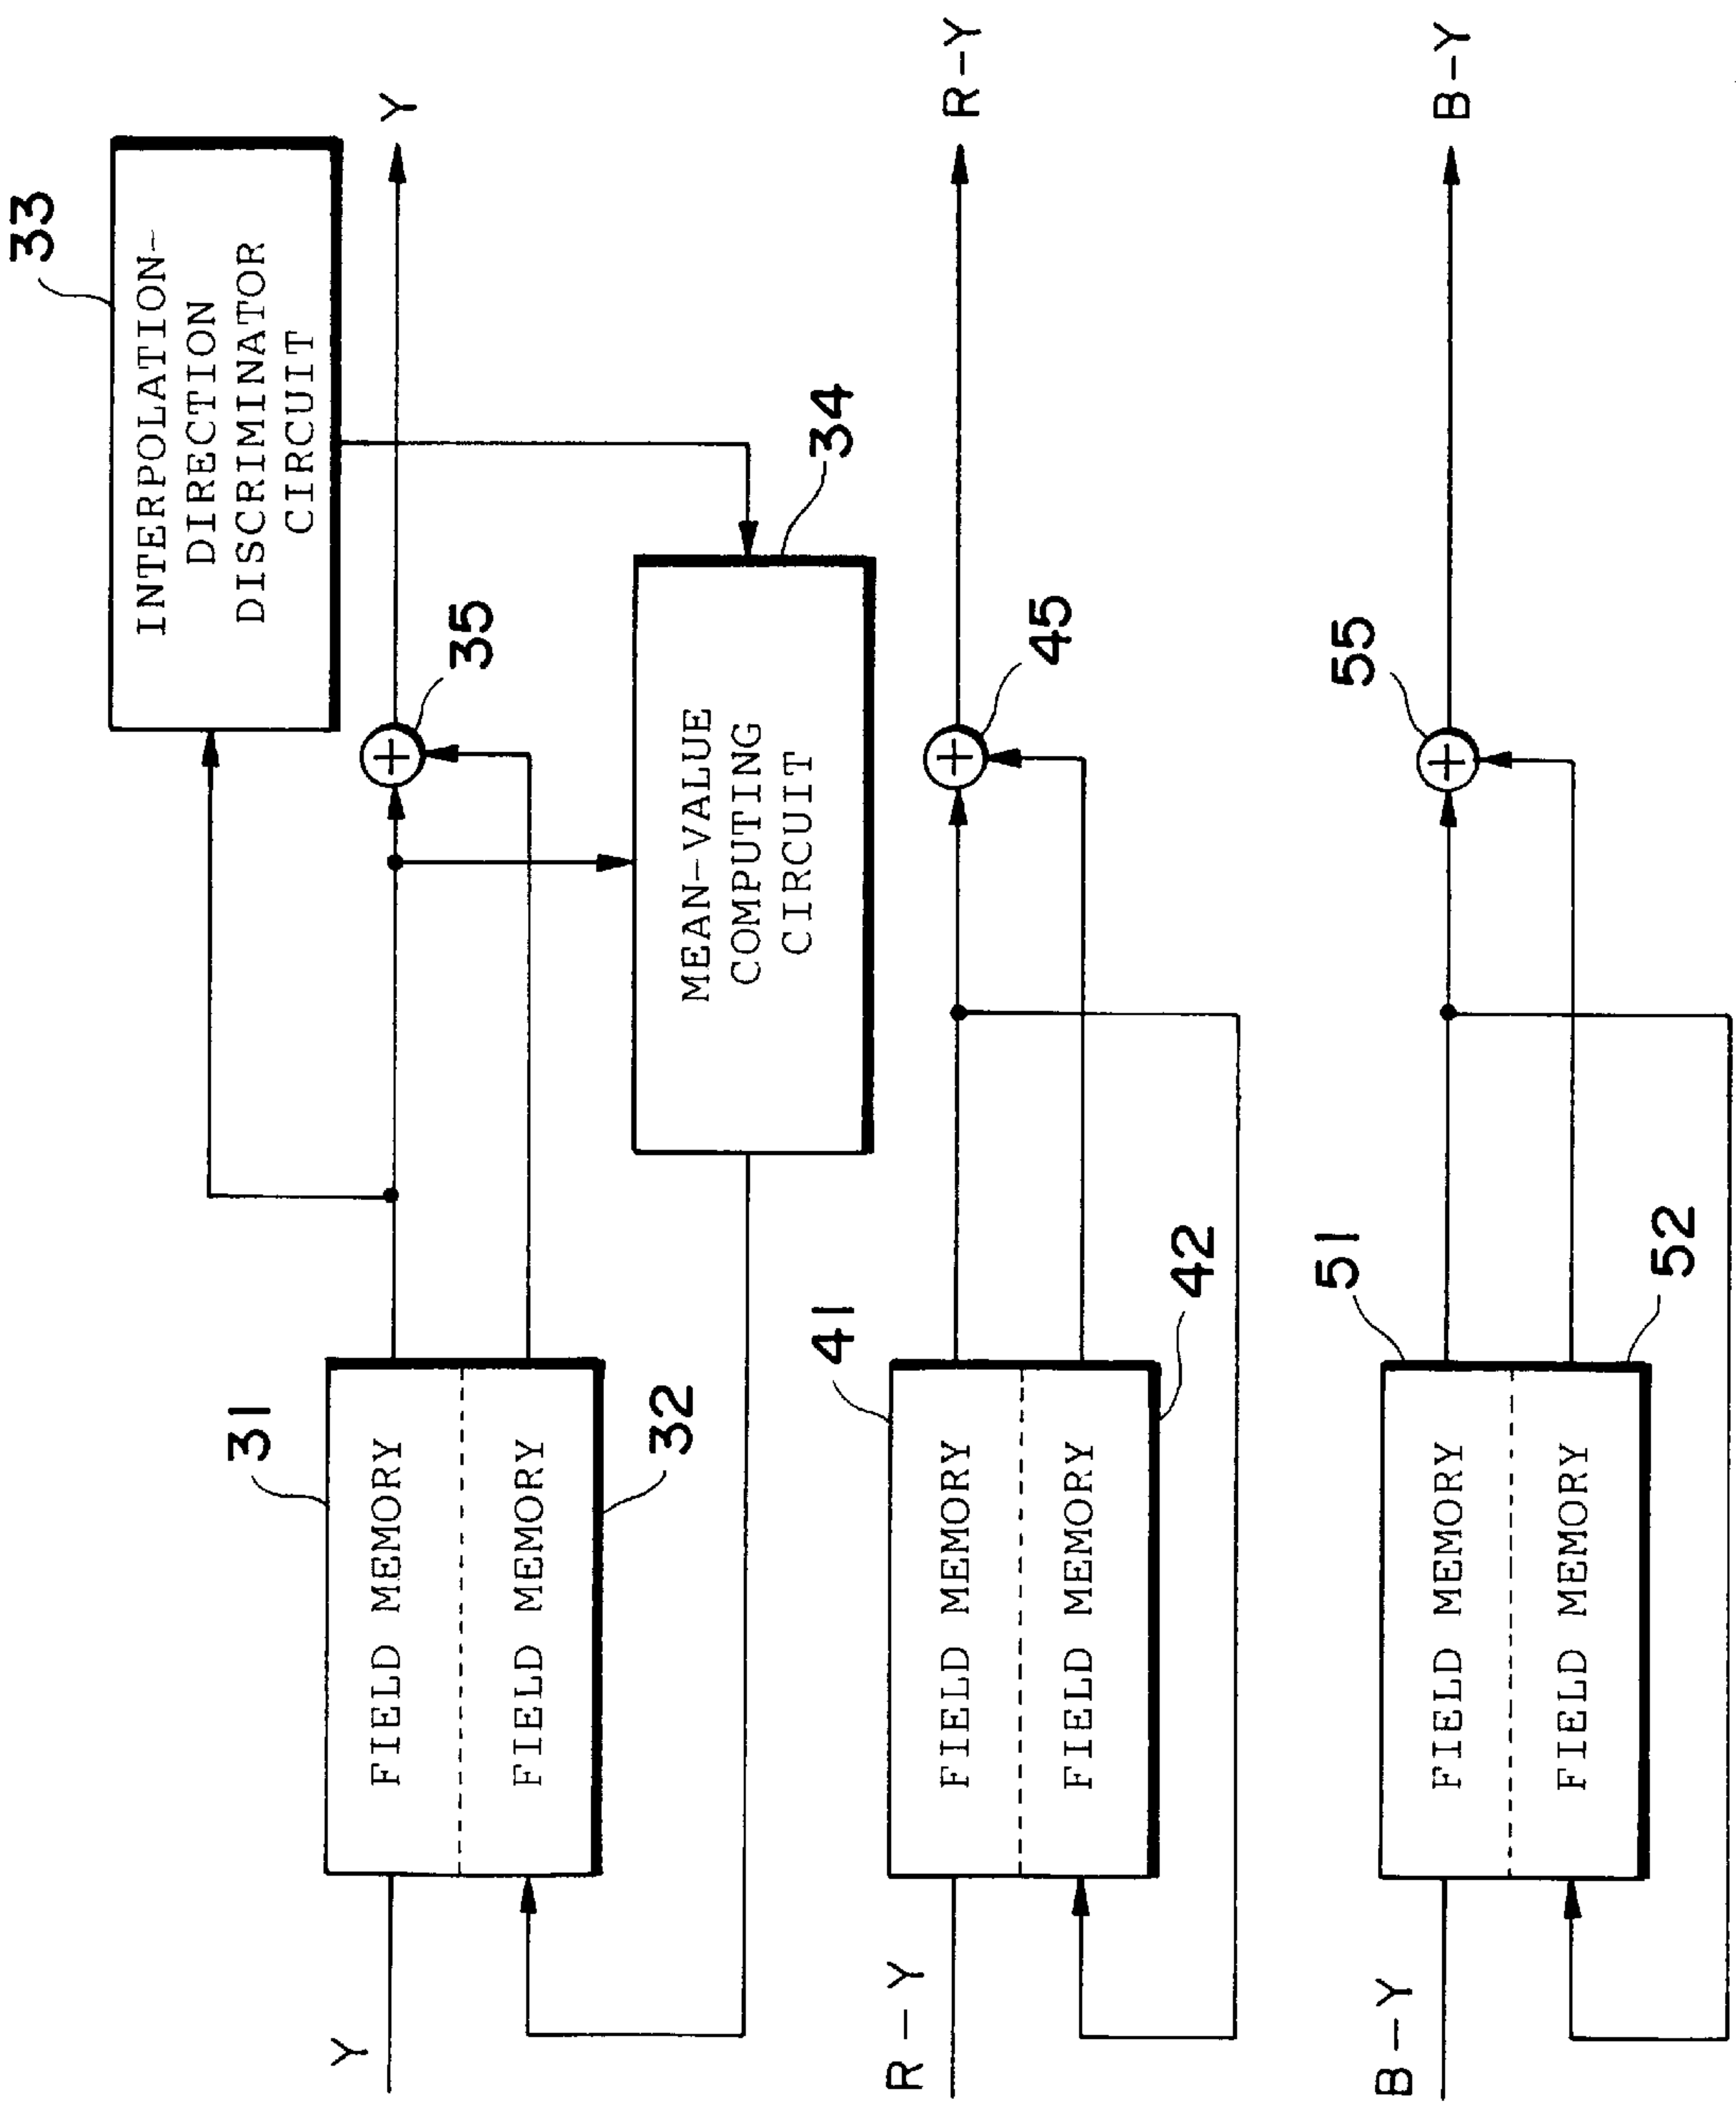 33
INTERPOLATION-
DIRECTION
DISCRIMINATOR
CIRCUIT
Y
Y
31
FIELD MEMORY
FIELD MEMORY
32
35
MEAN-VALUE
COMPUTING
CIRCUIT
34
R-Y
R-Y
41
FIELD MEMORY
FIELD MEMORY
42
45
B-Y
B-Y
51
FIELD MEMORY
FIELD MEMORY
52
55